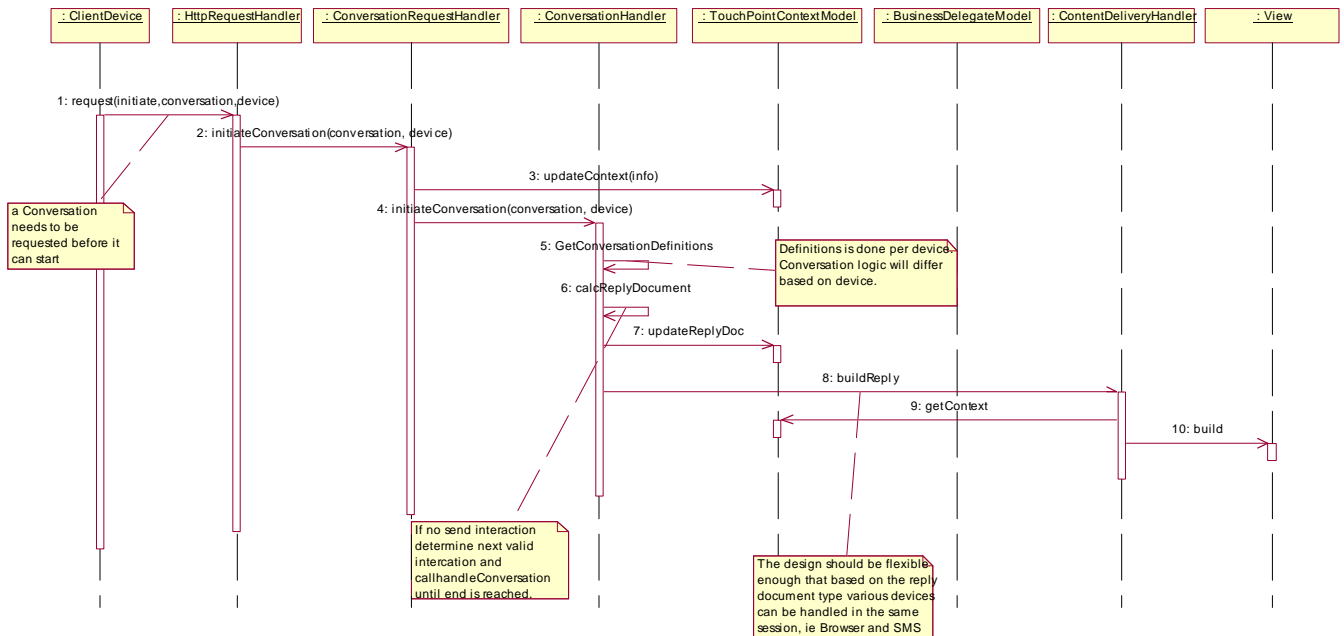 : ClientDevice
: HttpRequestHandler
: ConversationRequestHandler
: ConversationHandler
: TouchPointContextModel
: BusinessDelegateModel
: ContentDeliveryHandler
: View
1: request(initiate,conversation,device)
2: initiateConversation(conversation, device)
3: updateContext(info)
a Conversation
needs to be
requested before it
can start
4: initiateConversation(conversation, device)
5: GetConversationDefinitions
Definitions is done per device.
Conversation logic will differ
based on device.
6: calcReplyDocument
7: updateReplyDoc
8: buildReply
9: getContext
10: build
If no send interaction
determine next valid
intercation and
callhandleConversation
until end is reached.
The design should be flexible
enough that based on the reply
document type various devices
can be handled in the same
session, ie Browser and SMS